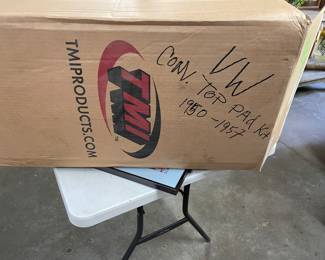 TMIPRODUCTS.COM
TMI
VW
CONV. TOP PAD KIT
1950-1957